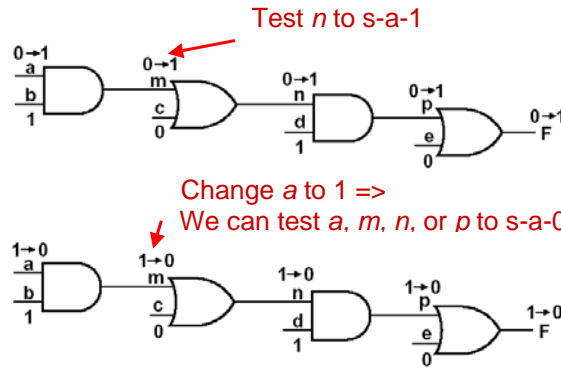 Test n to s-a-1
0→1 0→1 0→1 0→1 0→1
a m n p F
b c d e
1 0 1 0
Change a to 1 =>
We can test a, m, n, or p to s-a-0
1→0 1→0 1→0 1→0 1→0
a m n p F
b c d e
1 0 1 0